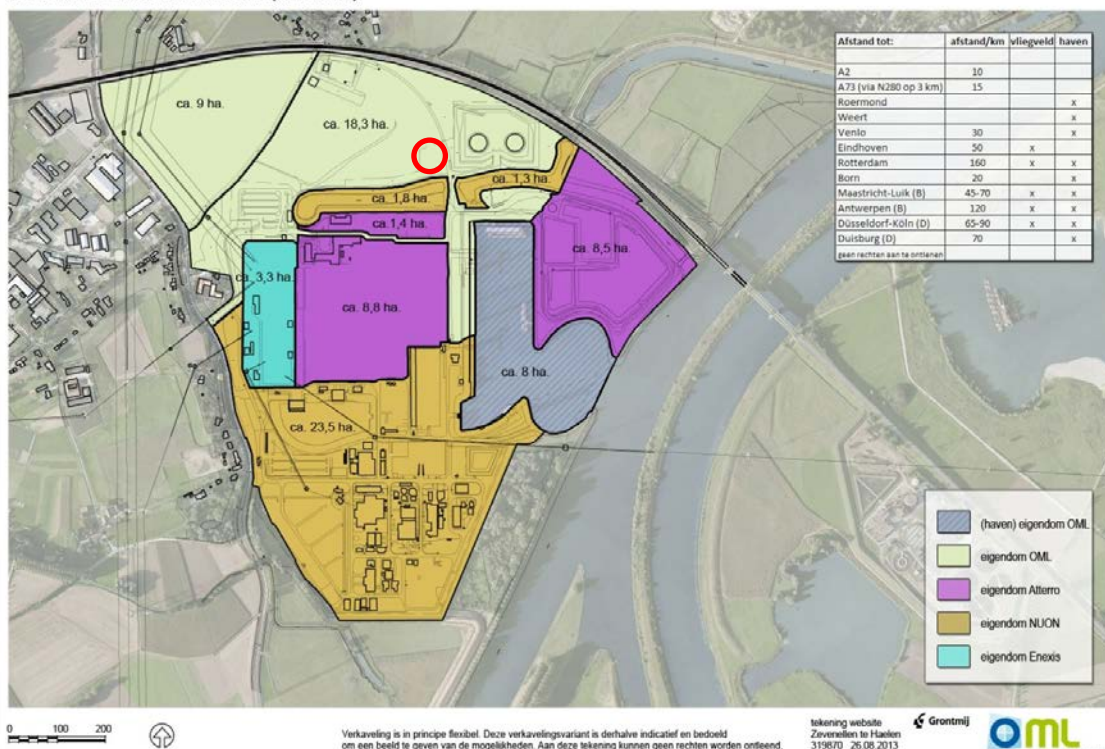 Afstand tot: afstand/km vliegveld haven
A2 10
A73 (via N280 op 3 km) 15
Roermond x
Weert x
Venlo 30 x
Eindhoven 50 x
Rotterdam 160 x x
Born 20 x
Maastricht-Luik (B) 45-70 x x
Antwerpen (B) 120 x x
Düsseldorf-Köln (D) 65-90 x x
Duisburg (D) 70 x
geen rechten aan te ontlenen
ca. 9 ha.
ca. 18,3 ha.
ca. 1,3 ha.
ca. 1,8 ha.
ca. 1,4 ha.
ca. 8,5 ha.
ca. 3,3 ha.
ca. 8,8 ha.
ca. 8 ha.
ca. 23,5 ha.
(haven) eigendom OML
eigendom OML
eigendom Atterro
eigendom NUON
eigendom Enexis
0 100 200
Verkaveling is in principe flexibel. Deze verkavelingsvariant is derhalve indicatief en bedoeld
om een beeld te geven van de mogelijkheden. Aan deze tekening kunnen geen rechten worden ontleend.
tekening website
Zevenellen te Haelen
319870 26.08.2013
Grontmij
OML